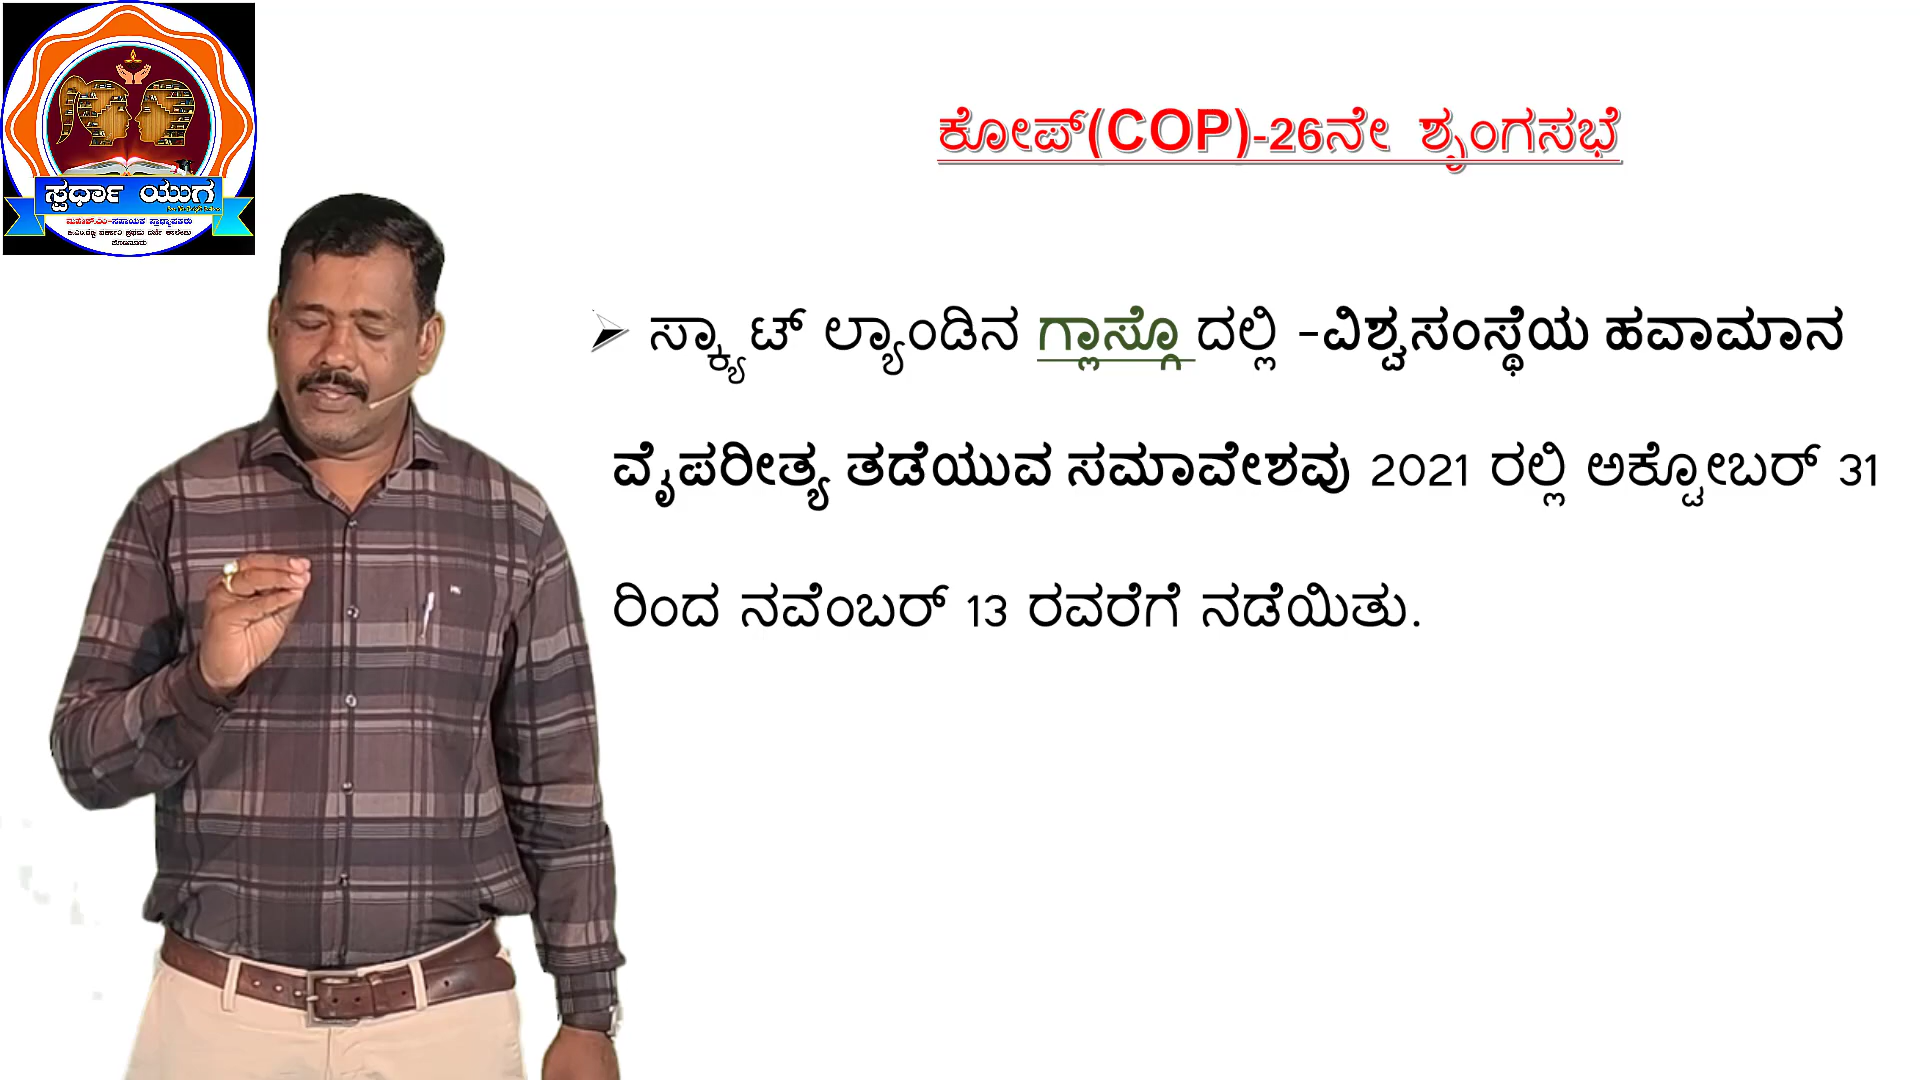 ಸ್ಪರ್ಧಾ ಯುಗ
ಕೋಪ್(COP)-26ನೇ ಶೃಂಗಸಭೆ
➢ ಸ್ಕ್ಯಾಟ್ ಲ್ಯಾಂಡಿನ ಗ್ಲಾಸ್ಗೊ ದಲ್ಲಿ -ವಿಶ್ವಸಂಸ್ಥೆಯ ಹವಾಮಾನ
ವೈಪರೀತ್ಯ ತಡೆಯುವ ಸಮಾವೇಶವು 2021 ರಲ್ಲಿ ಅಕ್ಟೋಬರ್ 31
ರಿಂದ ನವೆಂಬರ್ 13 ರವರೆಗೆ ನಡೆಯಿತು.